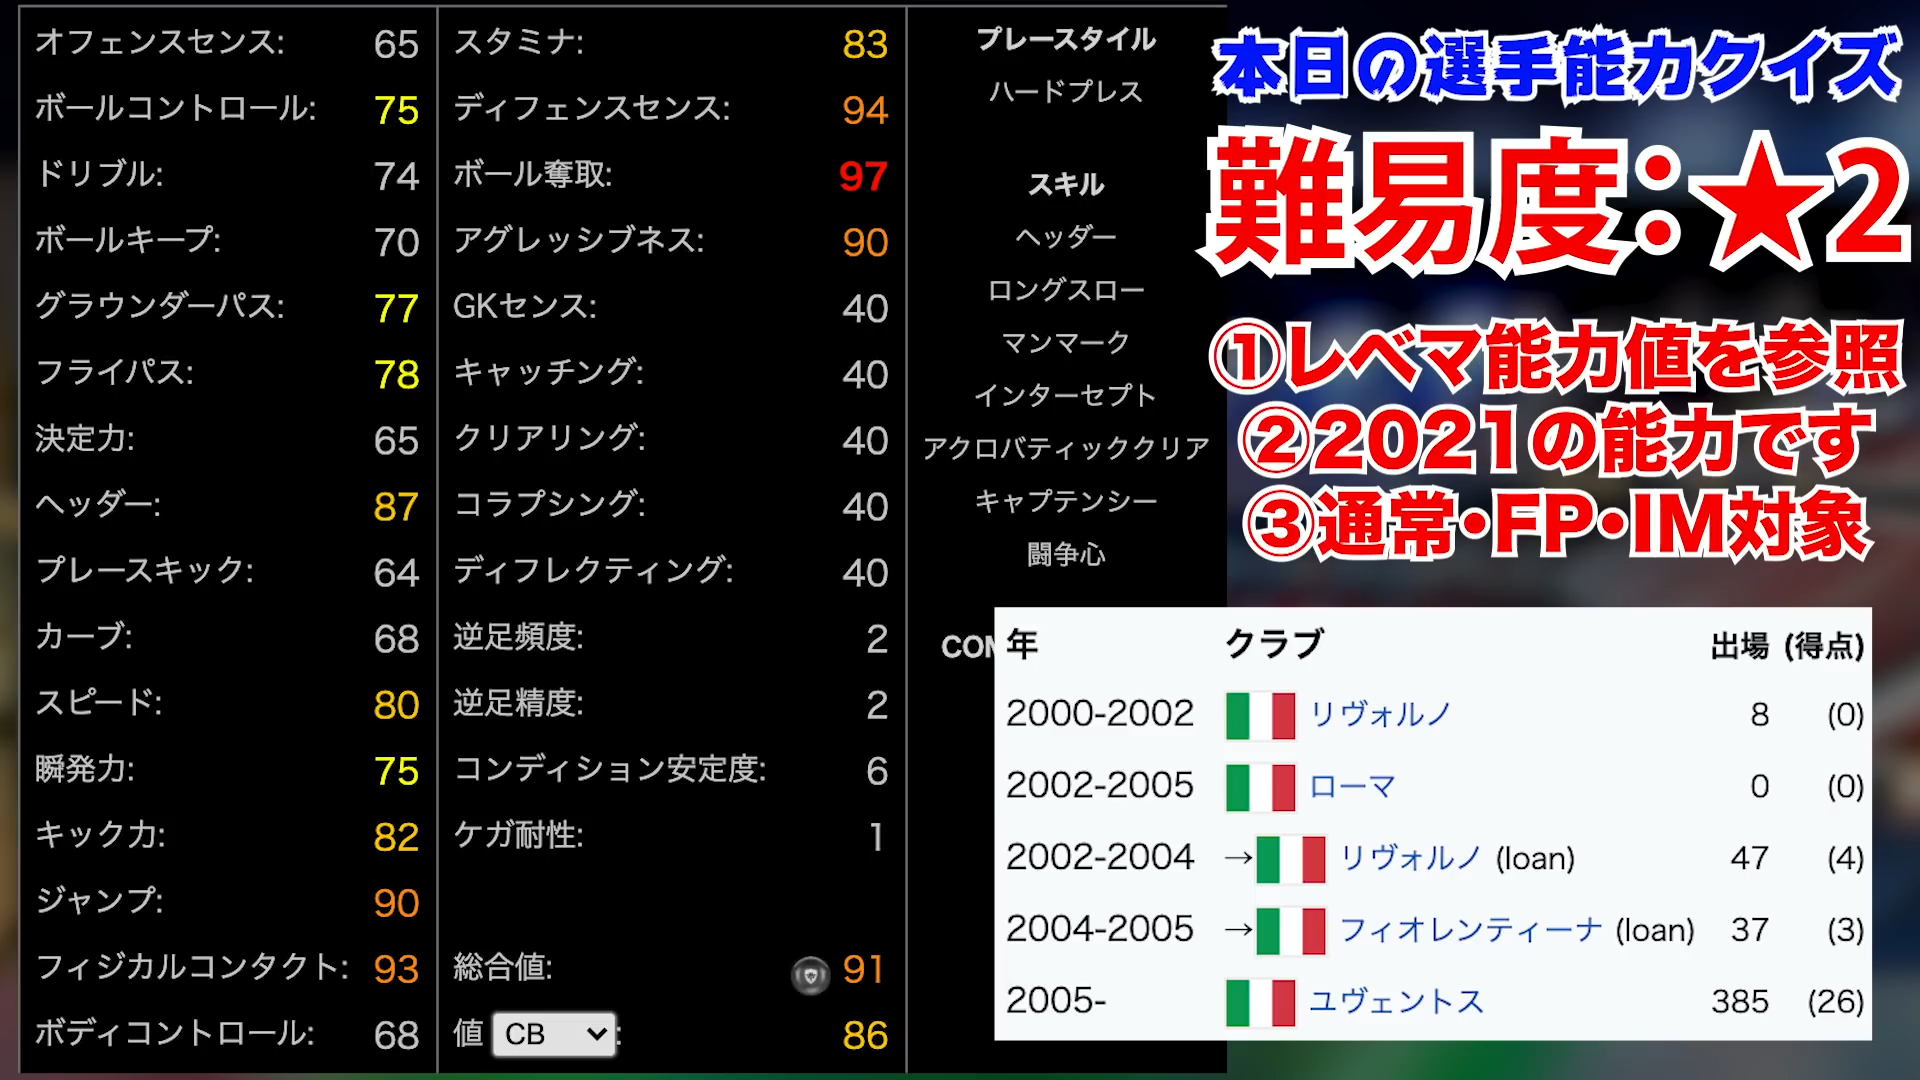 オフェンスセンス: 65
ボールコントロール: 75
ドリブル: 74
ボールキープ: 70
グラウンダーパス: 77
フライパス: 78
決定力: 65
ヘッダー: 87
プレースキック: 64
カーブ: 68
スピード: 80
瞬発力: 75
キック力: 82
ジャンプ: 90
フィジカルコンタクト: 93
ボディコントロール: 68
スタミナ: 83
ディフェンスセンス: 94
ボール奪取: 97
アグレッシブネス: 90
GKセンス: 40
キャッチング: 40
クリアリング: 40
コラプシング: 40
ディフレクティング: 40
逆足頻度: 2
逆足精度: 2
コンディション安定度: 6
ケガ耐性: 1
総合値: 91
値 CB : 86
プレースタイル
ハードプレス
スキル
ヘッダー
ロングスロー
マンマーク
インターセプト
アクロバティッククリア
キャプテンシー
闘争心
COM
本日の選手能力クイズ
難易度:★2
①レベマ能力値を参照
②2021の能力です
③通常・FP・IM対象
年 クラブ 出場 (得点)
2000-2002 リヴォルノ 8 (0)
2002-2005 ローマ 0 (0)
2002-2004 →リヴォルノ (loan) 47 (4)
2004-2005 →フィオレンティーナ (loan) 37 (3)
2005- ユヴェントス 385 (26)